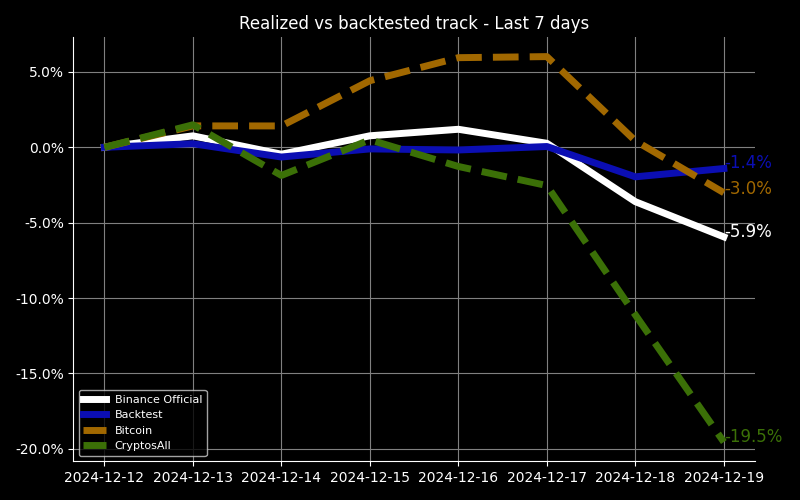 Realized vs backtested track - Last 7 days
5.0%
0.0%
-5.0%
-10.0%
-15.0%
-20.0%
-1.4%
-3.0%
-5.9%
-19.5%
Binance Official
Backtest
Bitcoin
CryptosAll
2024-12-12 2024-12-13 2024-12-14 2024-12-15 2024-12-16 2024-12-17 2024-12-18 2024-12-19